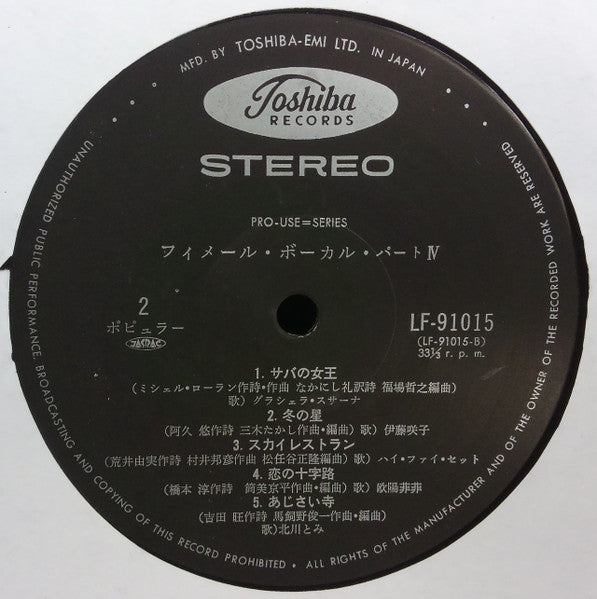 MFD. BY TOSHIBA-EMI LTD. IN JAPAN
Toshiba
RECORDS
STEREO
PRO-USE=SERIES
フィメール・ボーカル・パートⅣ
2
ポピュラー
JASRAC
LF-91015
(LF-91015-B)
33⅓ r. p. m.
1. サバの女王
(ミシェル・ローラン作詩・作曲 なかにし礼訳詩 福場哲之編曲)
歌) グラシェラ・スサーナ
2. 冬の星
(阿久 悠作詩 三木たかし作曲・編曲) 歌) 伊藤咲子
3. スカイレストラン
(荒井由実作詩 村井邦彦作曲 松任谷正隆編曲) 歌) ハイ・ファイ・セット
4. 恋の十字路
(橋本 淳作詩 筒美京平作曲・編曲) 歌) 欧陽菲菲
5. あじさい寺
(吉田 旺作詩 馬飼野俊一作曲・編曲)
歌)北川とみ
UNAUTHORIZED PUBLIC PERFORMANCE. BROADCASTING AND COPYING OF THIS RECORD PROHIBITED • ALL RIGHTS OF THE MANUFACTURER AND OF THE OWNER OF THE RECORDED WORK ARE RESERVED